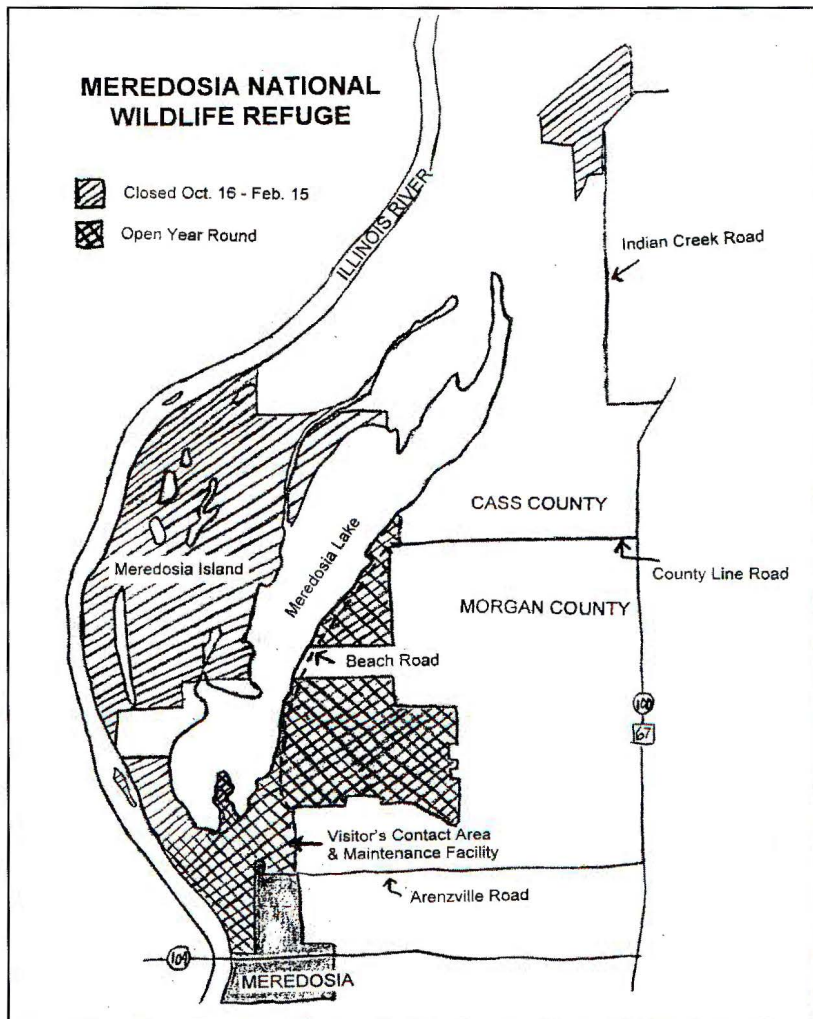 MEREDOSIA NATIONAL
WILDLIFE REFUGE
Closed Oct. 16 - Feb. 15
Open Year Round
ILLINOIS RIVER
Indian Creek Road
CASS COUNTY
County Line Road
Meredosia Island
Meredosia Lake
MORGAN COUNTY
Beach Road
100
67
Visitor's Contact Area
& Maintenance Facility
Arenzville Road
104
MEREDOSIA